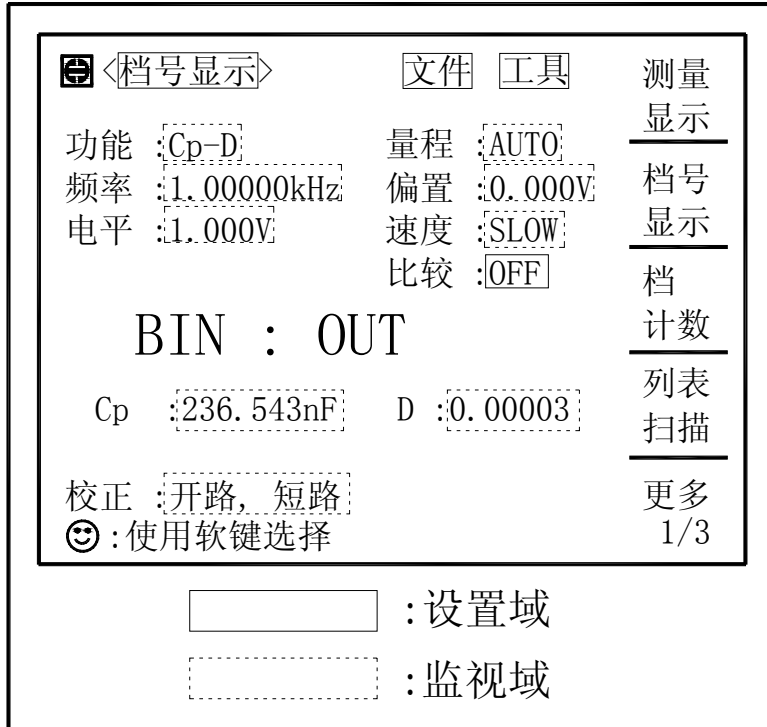 <档号显示> 文件 工具
功能 :Cp-D 量程 :AUTO
频率 :1.00000kHz 偏置 :0.000V
电平 :1.000V 速度 :SLOW
比较 :OFF
BIN : OUT
Cp :236.543nF D :0.00003
校正 :开路, 短路
:使用软键选择
测量
显示
档号
显示
档
计数
列表
扫描
更多
1/3
:设置域
:监视域